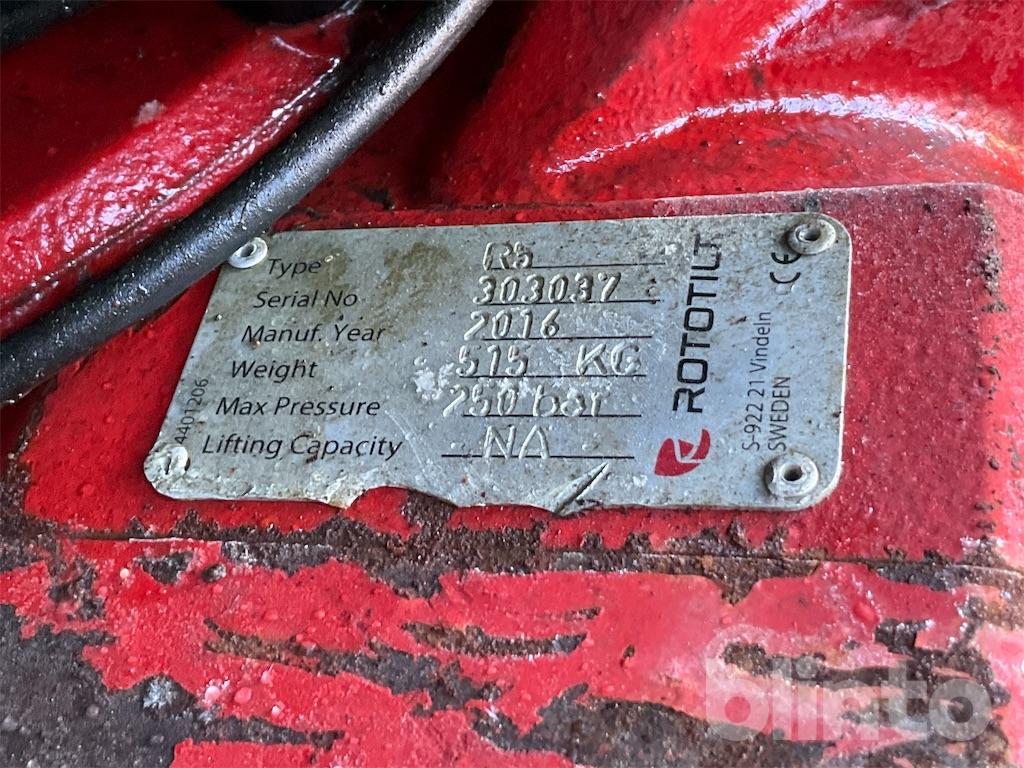 Type R5
Serial No 303037
Manuf. Year 2016
Weight 515 KG
Max Pressure 250 bar
Lifting Capacity NA
4401206
ROTOTILT
S-922 21 Vindeln
SWEDEN
CE
blinto